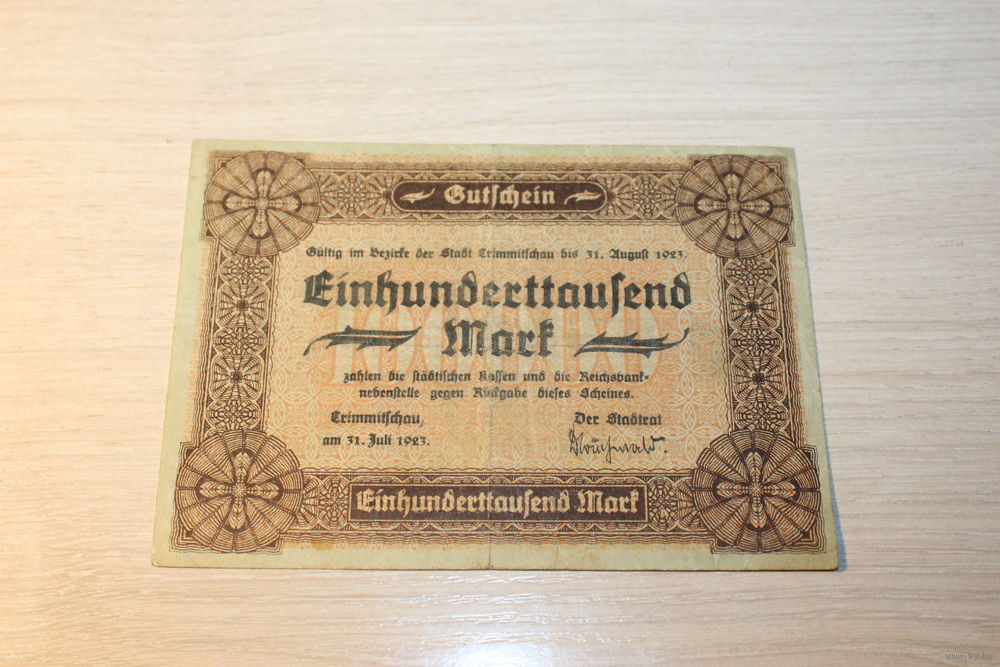 Gutschein
Gültig im Bezirke der Stadt Crimmitschau bis 31. August 1923.
Einhunderttausend
Mark
zahlen die städtischen Kassen und die Reichsbank-
nebenstelle gegen Rückgabe dieses Scheines.
Crimmitschau, Der Stadtrat
am 31. Juli 1923.
Einhunderttausend Mark
www.ay.by